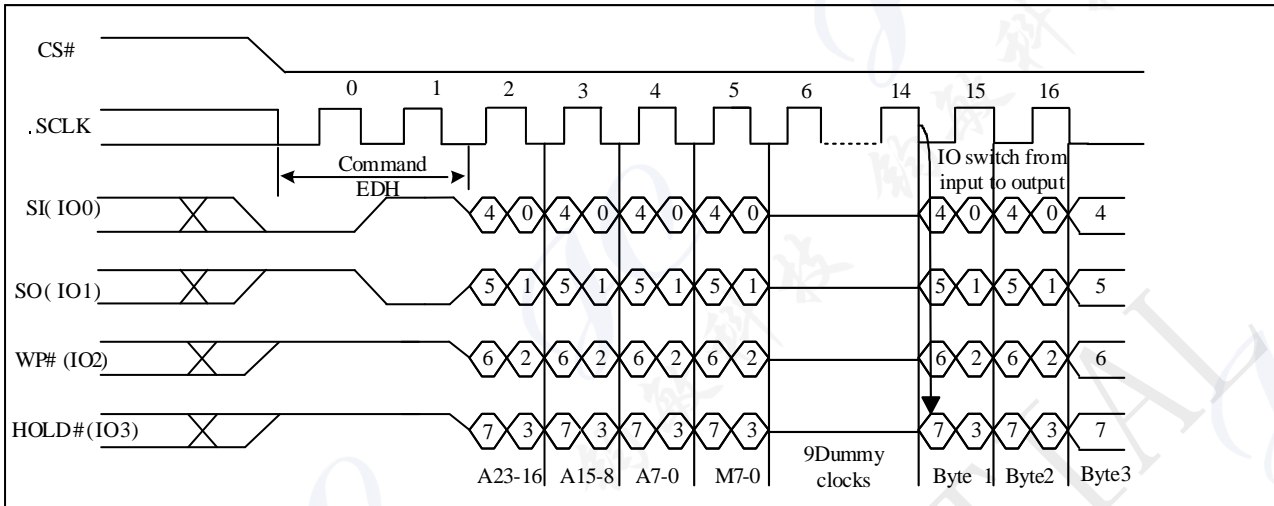 CS#
0 1 2 3 4 5 6 14 15 16
.SCLK
Command
EDH
IO switch from
input to output
SI( IO0)
4 0 4 0 4 0 4 0 4 0 4 0 4
SO( IO1)
5 1 5 1 5 1 5 1 5 1 5 1 5
WP# (IO2)
6 2 6 2 6 2 6 2 6 2 6 2 6
HOLD# (IO3)
7 3 7 3 7 3 7 3 7 3 7 3 7
A23-16 A15-8 A7-0 M7-0
9Dummy
clocks
Byte 1 Byte2 Byte3